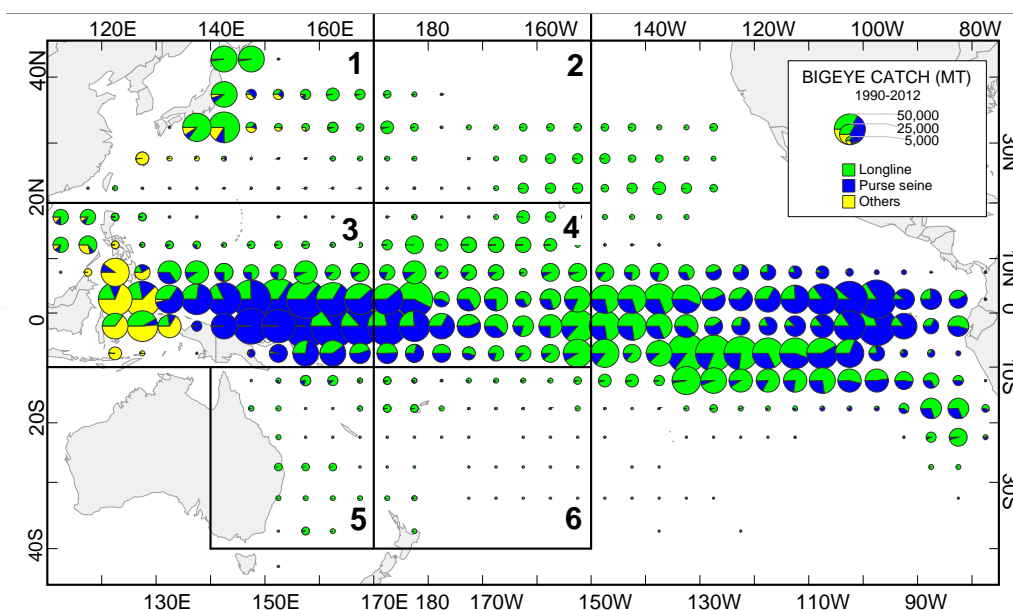 120E 140E 160E 180 160W 140W 120W 100W 80W
40N
1 2
BIGEYE CATCH (MT)
1990-2012
50,000
25,000
5,000
Longline
Purse seine
Others
30N
20N
3 4
10N
0 0
10S
20S
30S
5 6
40S
130E 150E 170E 180 170W 150W 130W 110W 90W